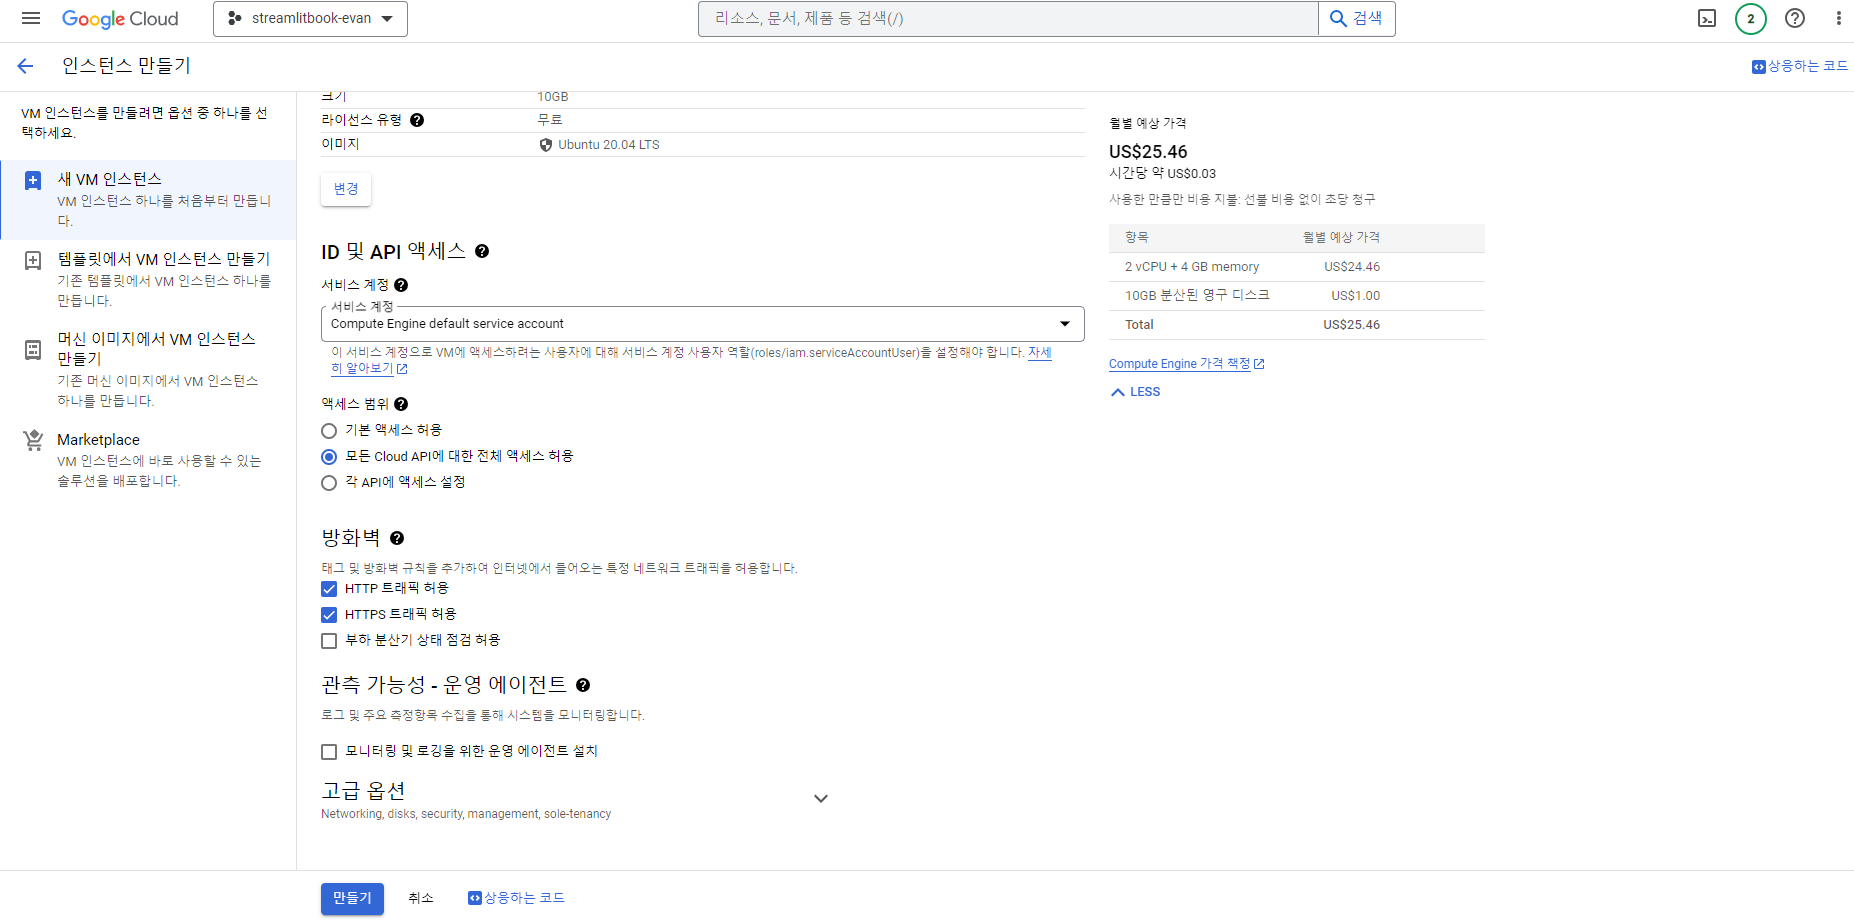 Google Cloud
streamlitbook-evan
리소스, 문서, 제품 등 검색(/)
검색
2
인스턴스 만들기
상응하는 코드
VM 인스턴스를 만들려면 옵션 중 하나를 선
택하세요.
새 VM 인스턴스
VM 인스턴스 하나를 처음부터 만듭니
다.
템플릿에서 VM 인스턴스 만들기
기존 템플릿에서 VM 인스턴스 하나를
만듭니다.
머신 이미지에서 VM 인스턴스
만들기
기존 머신 이미지에서 VM 인스턴스
하나를 만듭니다.
Marketplace
VM 인스턴스에 바로 사용할 수 있는
솔루션을 배포합니다.
크기 10GB
라이선스 유형 무료
이미지 Ubuntu 20.04 LTS
변경
ID 및 API 액세스
서비스 계정
서비스 계정
Compute Engine default service account
이 서비스 계정으로 VM에 액세스하려는 사용자에 대해 서비스 계정 사용자 역할(roles/iam.serviceAccountUser)을 설정해야 합니다. 자세
히 알아보기
액세스 범위
기본 액세스 허용
모든 Cloud API에 대한 전체 액세스 허용
각 API에 액세스 설정
방화벽
태그 및 방화벽 규칙을 추가하여 인터넷에서 들어오는 특정 네트워크 트래픽을 허용합니다.
HTTP 트래픽 허용
HTTPS 트래픽 허용
부하 분산기 상태 점검 허용
관측 가능성 - 운영 에이전트
로그 및 주요 측정항목 수집을 통해 시스템을 모니터링합니다.
모니터링 및 로깅을 위한 운영 에이전트 설치
고급 옵션
Networking, disks, security, management, sole-tenancy
만들기 취소 상응하는 코드
월별 예상 가격
US$25.46
시간당 약 US$0.03
사용한 만큼만 비용 지불: 선불 비용 없이 초당 청구
항목 월별 예상 가격
2 vCPU + 4 GB memory US$24.46
10GB 분산된 영구 디스크 US$1.00
Total US$25.46
Compute Engine 가격 책정
LESS